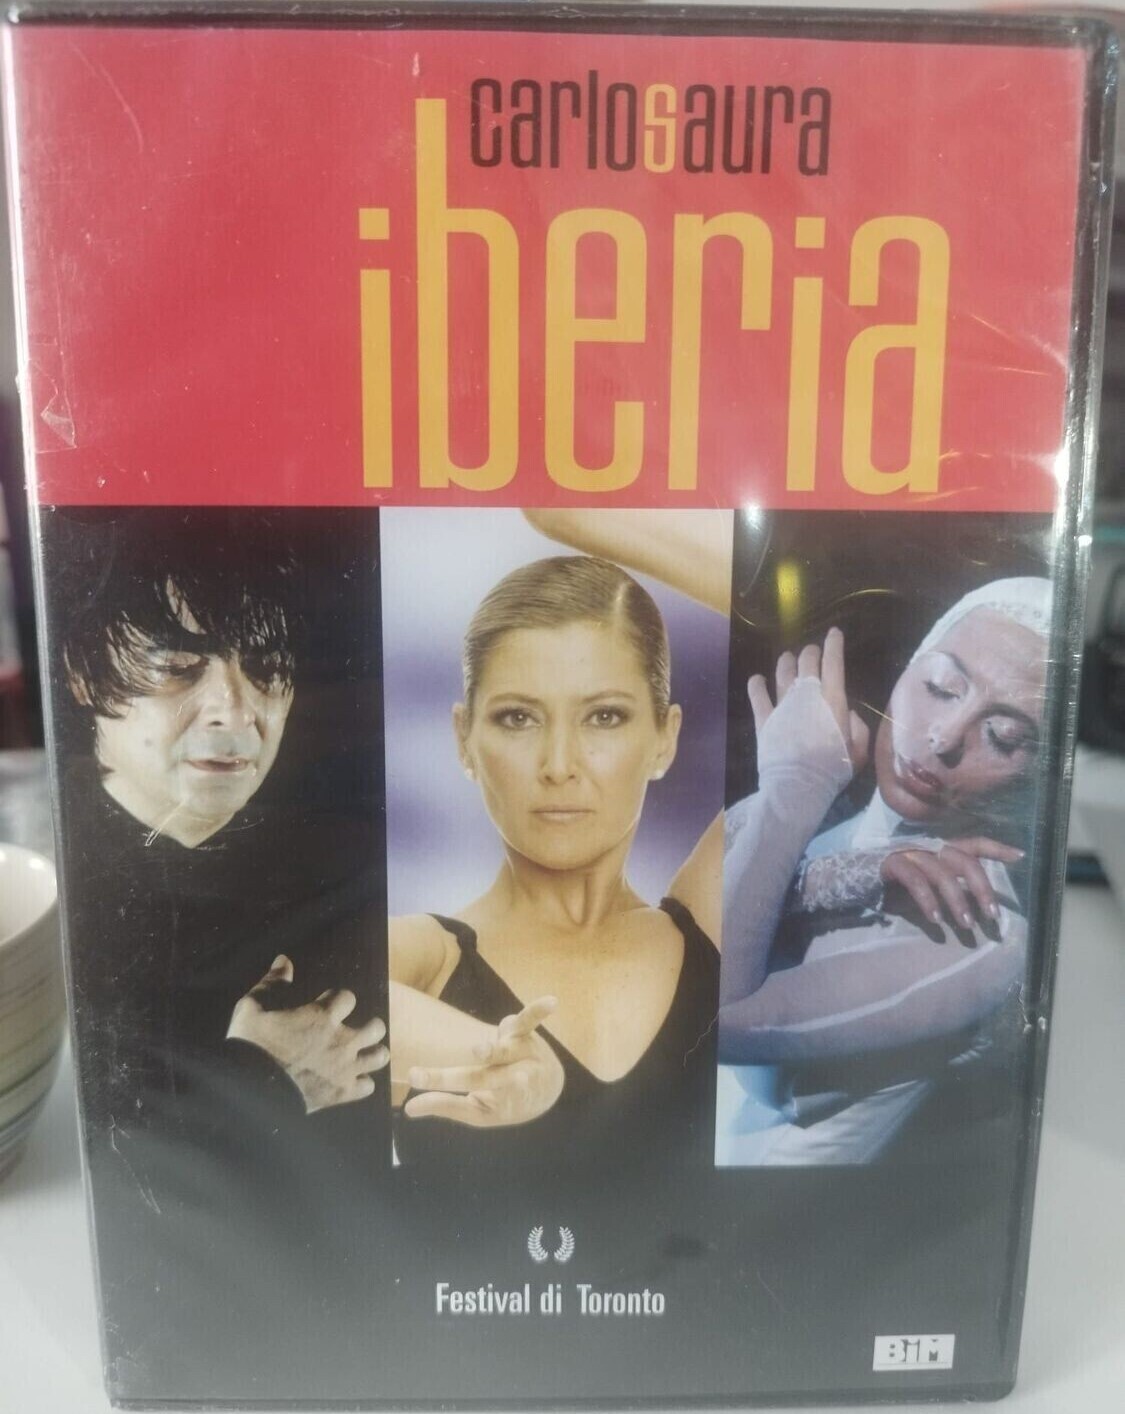 carlosaura
iberia
Festival di Toronto
BiM